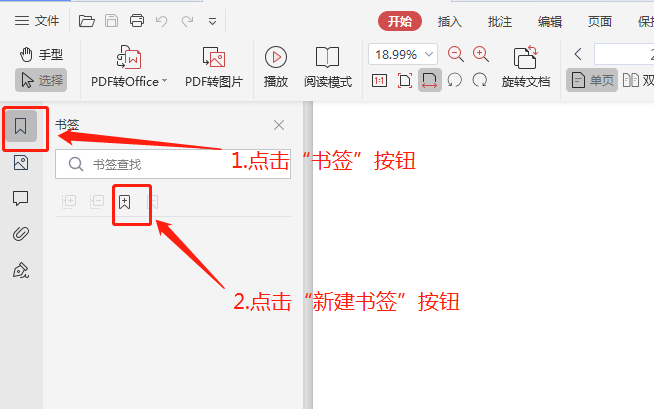 文件
开始 插入 批注 编辑 页面
手型
选择
PDF转Office
PDF转图片
播放
阅读模式
18.99%
1:1
旋转文档
单页
双
书签
书签查找
1.点击“书签”按钮
2.点击“新建书签”按钮